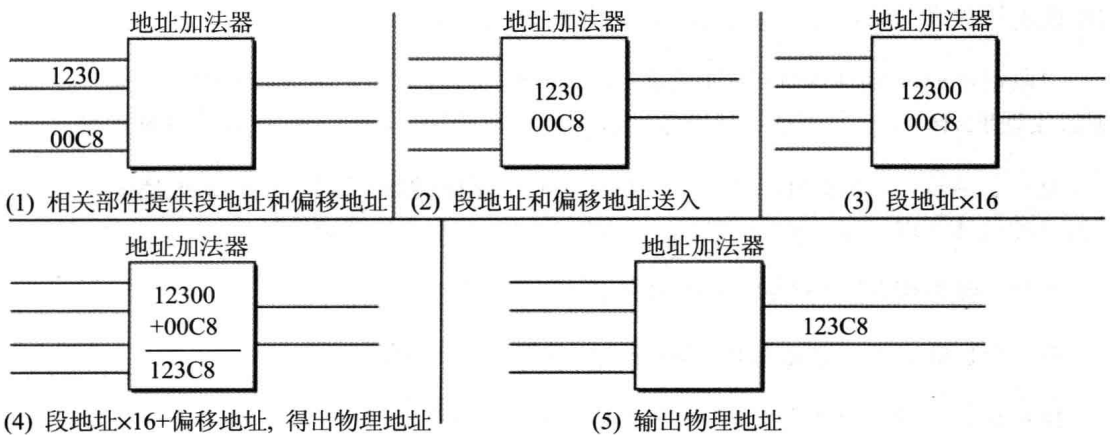 地址加法器
1230
00C8
(1) 相关部件提供段地址和偏移地址
地址加法器
1230
00C8
(2) 段地址和偏移地址送入
地址加法器
12300
00C8
(3) 段地址×16
地址加法器
12300
+00C8
123C8
(4) 段地址×16+偏移地址, 得出物理地址
地址加法器
123C8
(5) 输出物理地址